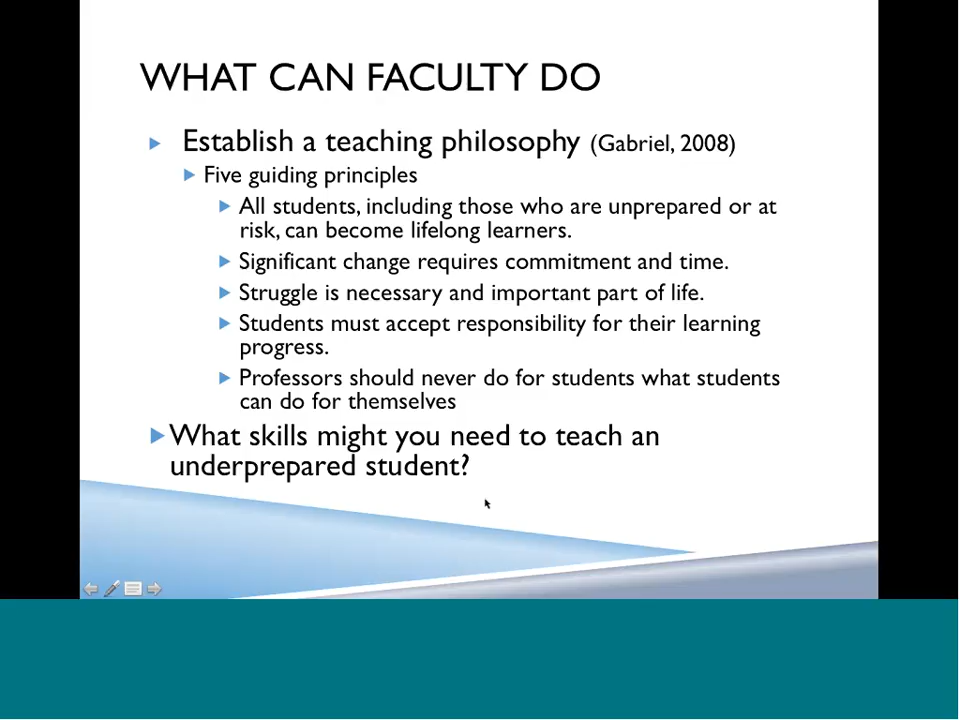 WHAT CAN FACULTY DO
Establish a teaching philosophy (Gabriel, 2008)
Five guiding principles
All students, including those who are unprepared or at
risk, can become lifelong learners.
Significant change requires commitment and time.
Struggle is necessary and important part of life.
Students must accept responsibility for their learning
progress.
Professors should never do for students what students
can do for themselves
What skills might you need to teach an
underprepared student?